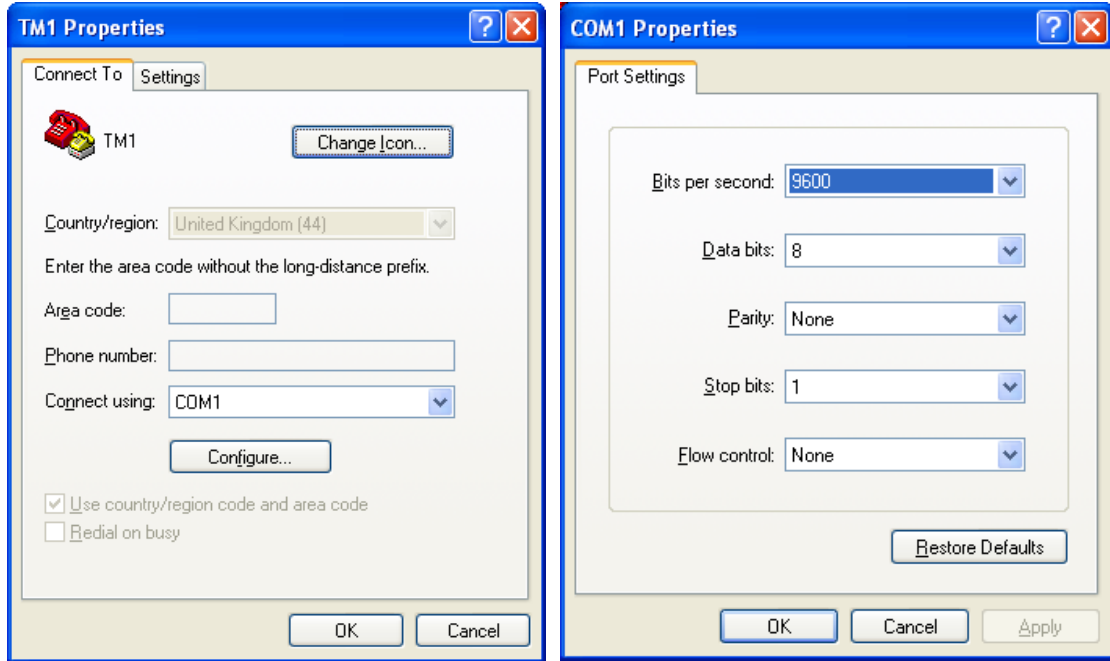 TM1 Properties
Connect To
Settings
TM1
Change Icon...
Country/region: United Kingdom (44)
Enter the area code without the long-distance prefix.
Area code:
Phone number:
Connect using: COM1
Configure...
Use country/region code and area code
Redial on busy
OK
Cancel
COM1 Properties
Port Settings
Bits per second: 9600
Data bits: 8
Parity: None
Stop bits: 1
Flow control: None
Restore Defaults
OK
Cancel
Apply